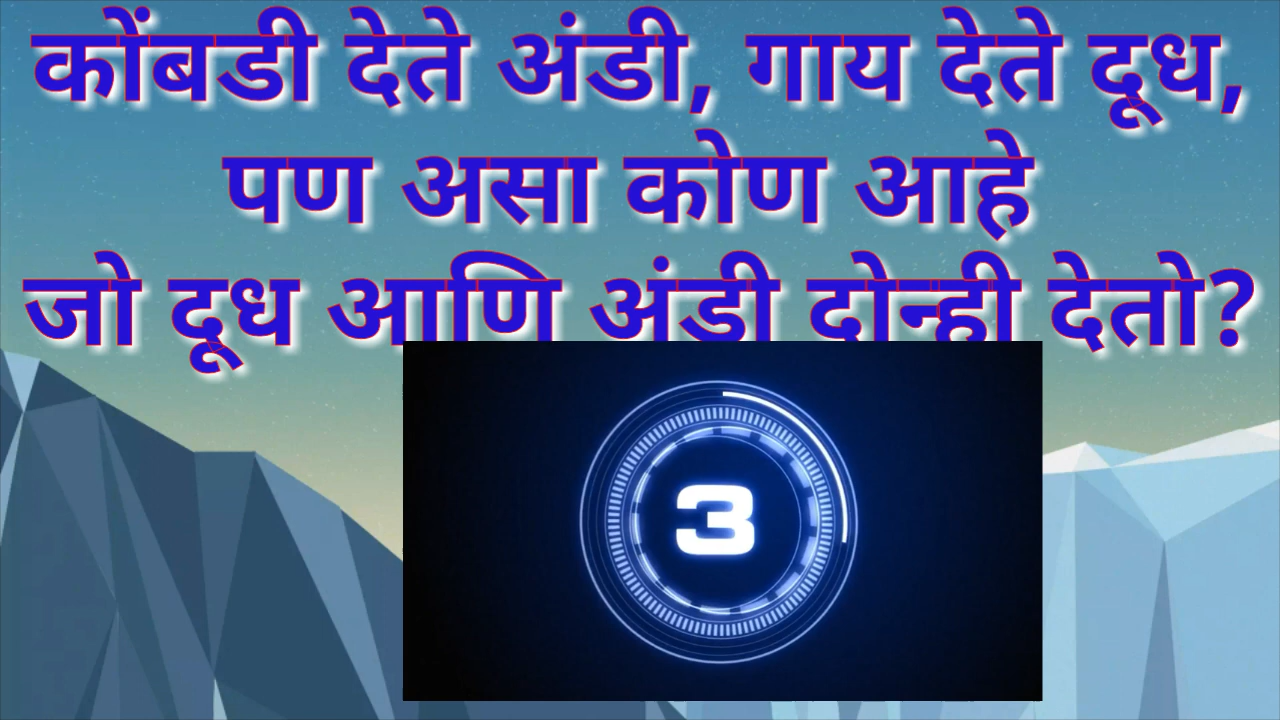 कोंबडी देते अंडी, गाय देते दूध,
पण असा कोण आहे
जो दूध आणि अंडी दोन्ही देतो?
3